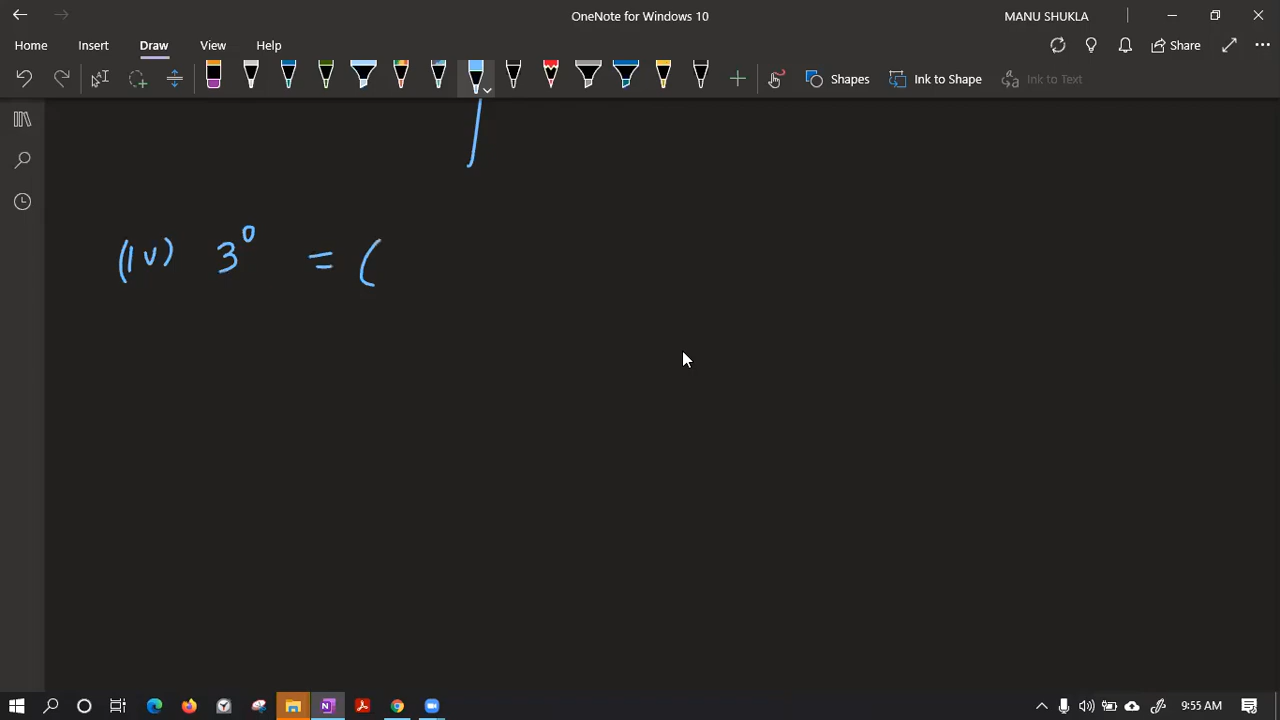 OneNote for Windows 10
MANU SHUKLA
Home Insert Draw View Help
Share
Shapes Ink to Shape Ink to Text
(iv) 3⁰ = (
9:55 AM